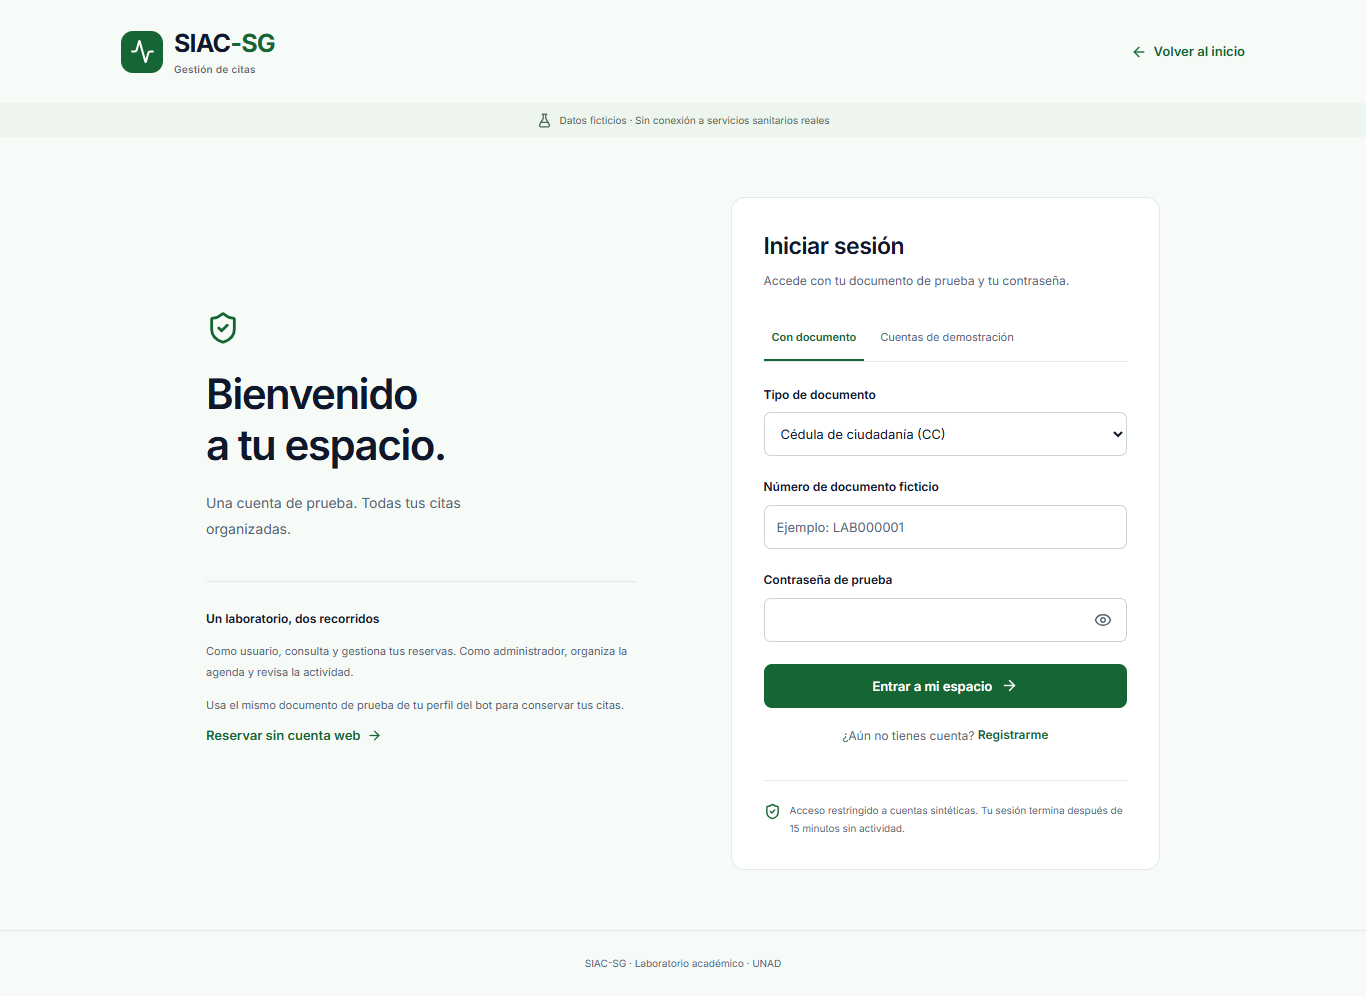 SIAC-SG
Gestión de citas
Volver al inicio
Datos ficticios · Sin conexión a servicios sanitarios reales
Bienvenido
a tu espacio.
Una cuenta de prueba. Todas tus citas
organizadas.
Un laboratorio, dos recorridos
Como usuario, consulta y gestiona tus reservas. Como administrador, organiza la
agenda y revisa la actividad.
Usa el mismo documento de prueba de tu perfil del bot para conservar tus citas.
Reservar sin cuenta web
Iniciar sesión
Accede con tu documento de prueba y tu contraseña.
Con documento
Cuentas de demostración
Tipo de documento
Cédula de ciudadanía (CC)
Número de documento ficticio
Ejemplo: LAB000001
Contraseña de prueba
Entrar a mi espacio
¿Aún no tienes cuenta? Registrarme
Acceso restringido a cuentas sintéticas. Tu sesión termina después de
15 minutos sin actividad.
SIAC-SG · Laboratorio académico · UNAD